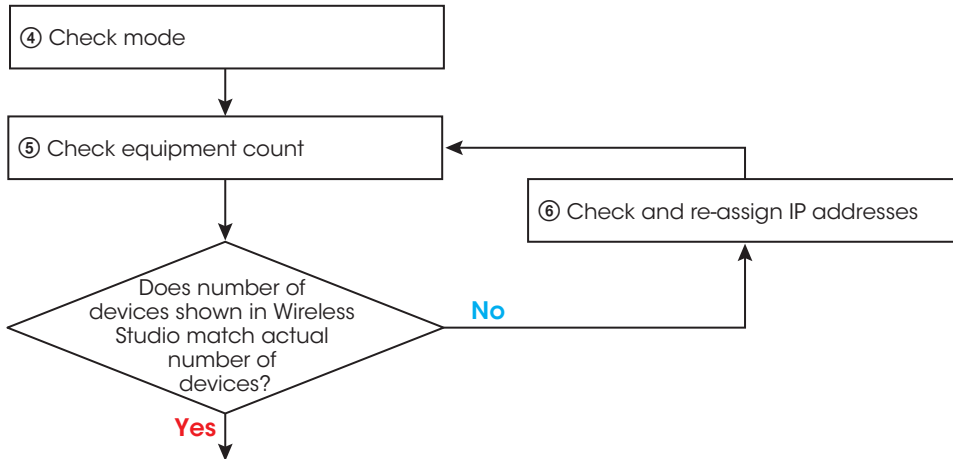 ④ Check mode
⑤ Check equipment count
⑥ Check and re-assign IP addresses
Does number of
devices shown in Wireless
Studio match actual
number of
devices?
No
Yes